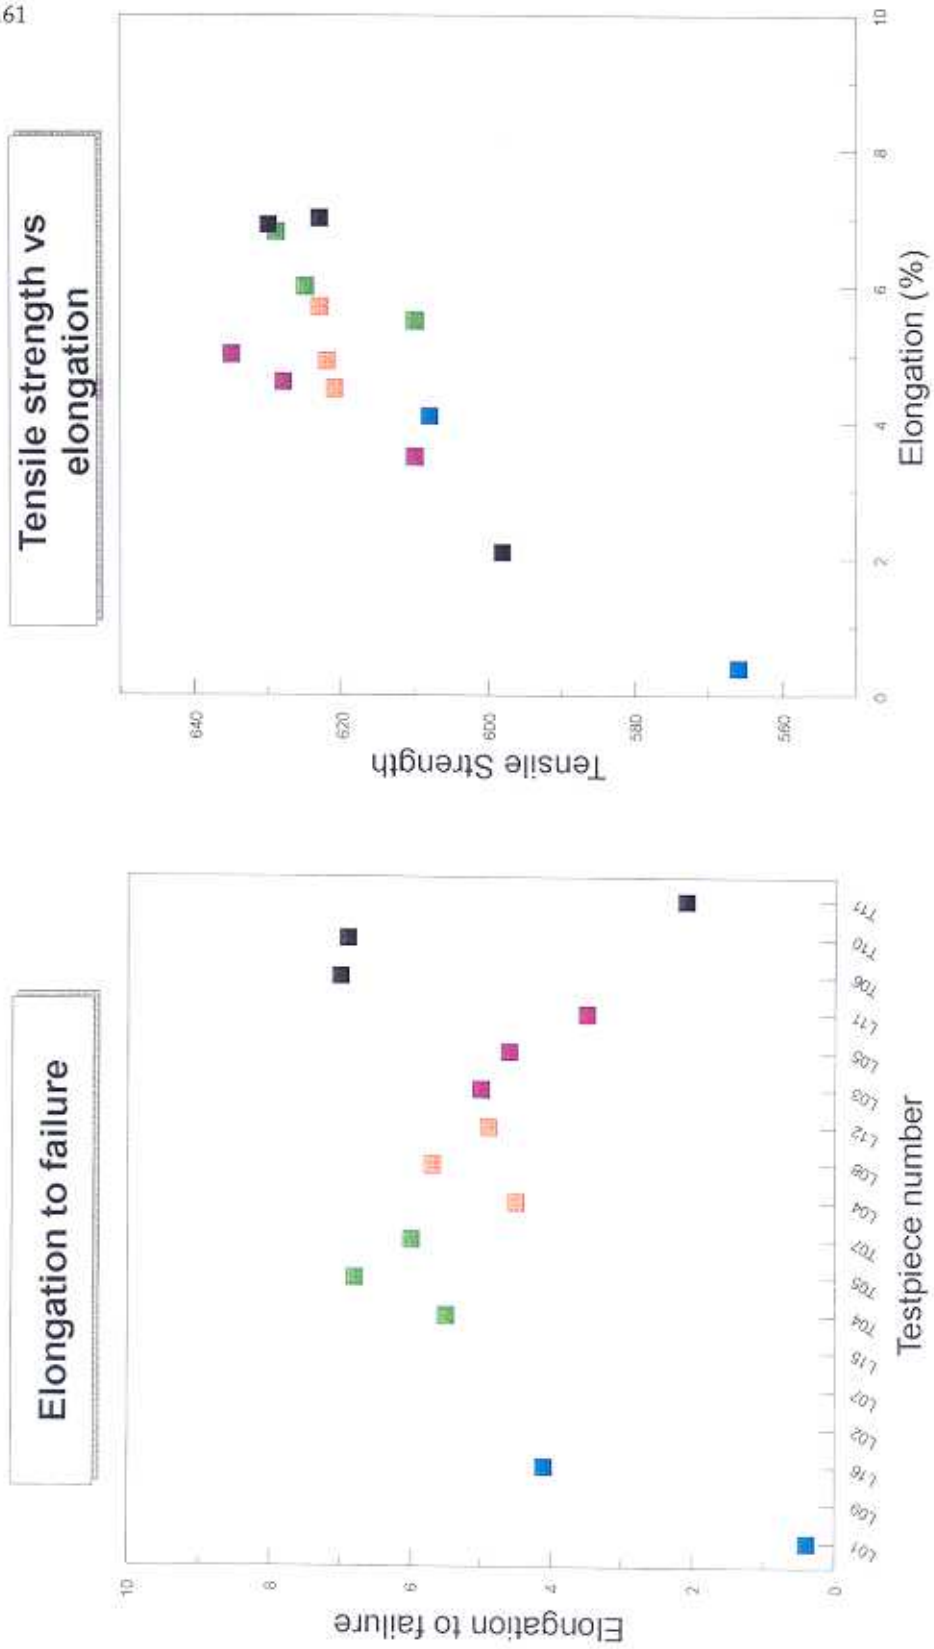 161
Elongation to failure
Elongation to failure
10
8
6
4
2
0
L01
L09
L16
L02
L07
L15
T04
T05
T07
L04
L08
L12
L03
L05
L11
T06
T10
T11
Testpiece number
Tensile strength vs
elongation
Tensile Strength
640
620
600
580
560
0
2
4
6
8
10
Elongation (%)